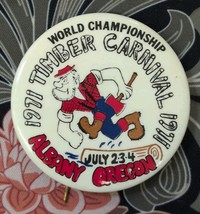 WORLD CHAMPIONSHIP
1971 TIMBER CARNIVAL 1971
JULY 2·3·4
ALBANY OREGON